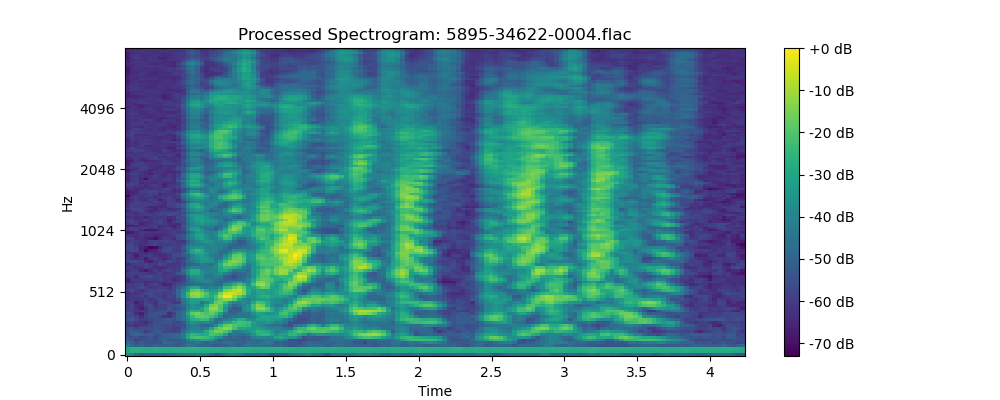 Processed Spectrogram: 5895-34622-0004.flac
Hz
4096
2048
1024
512
0
0 0.5 1 1.5 2 2.5 3 3.5 4
Time
+0 dB
-10 dB
-20 dB
-30 dB
-40 dB
-50 dB
-60 dB
-70 dB